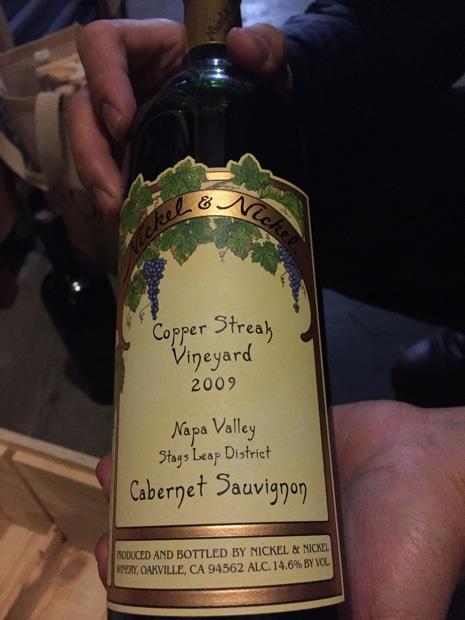 Nickel & Nickel
Copper Streak
Vineyard
2009
Napa Valley
Stags Leap District
Cabernet Sauvignon
PRODUCED AND BOTTLED BY NICKEL & NICKEL
WINERY, OAKVILLE, CA 94562 ALC. 14.6% BY VOL.